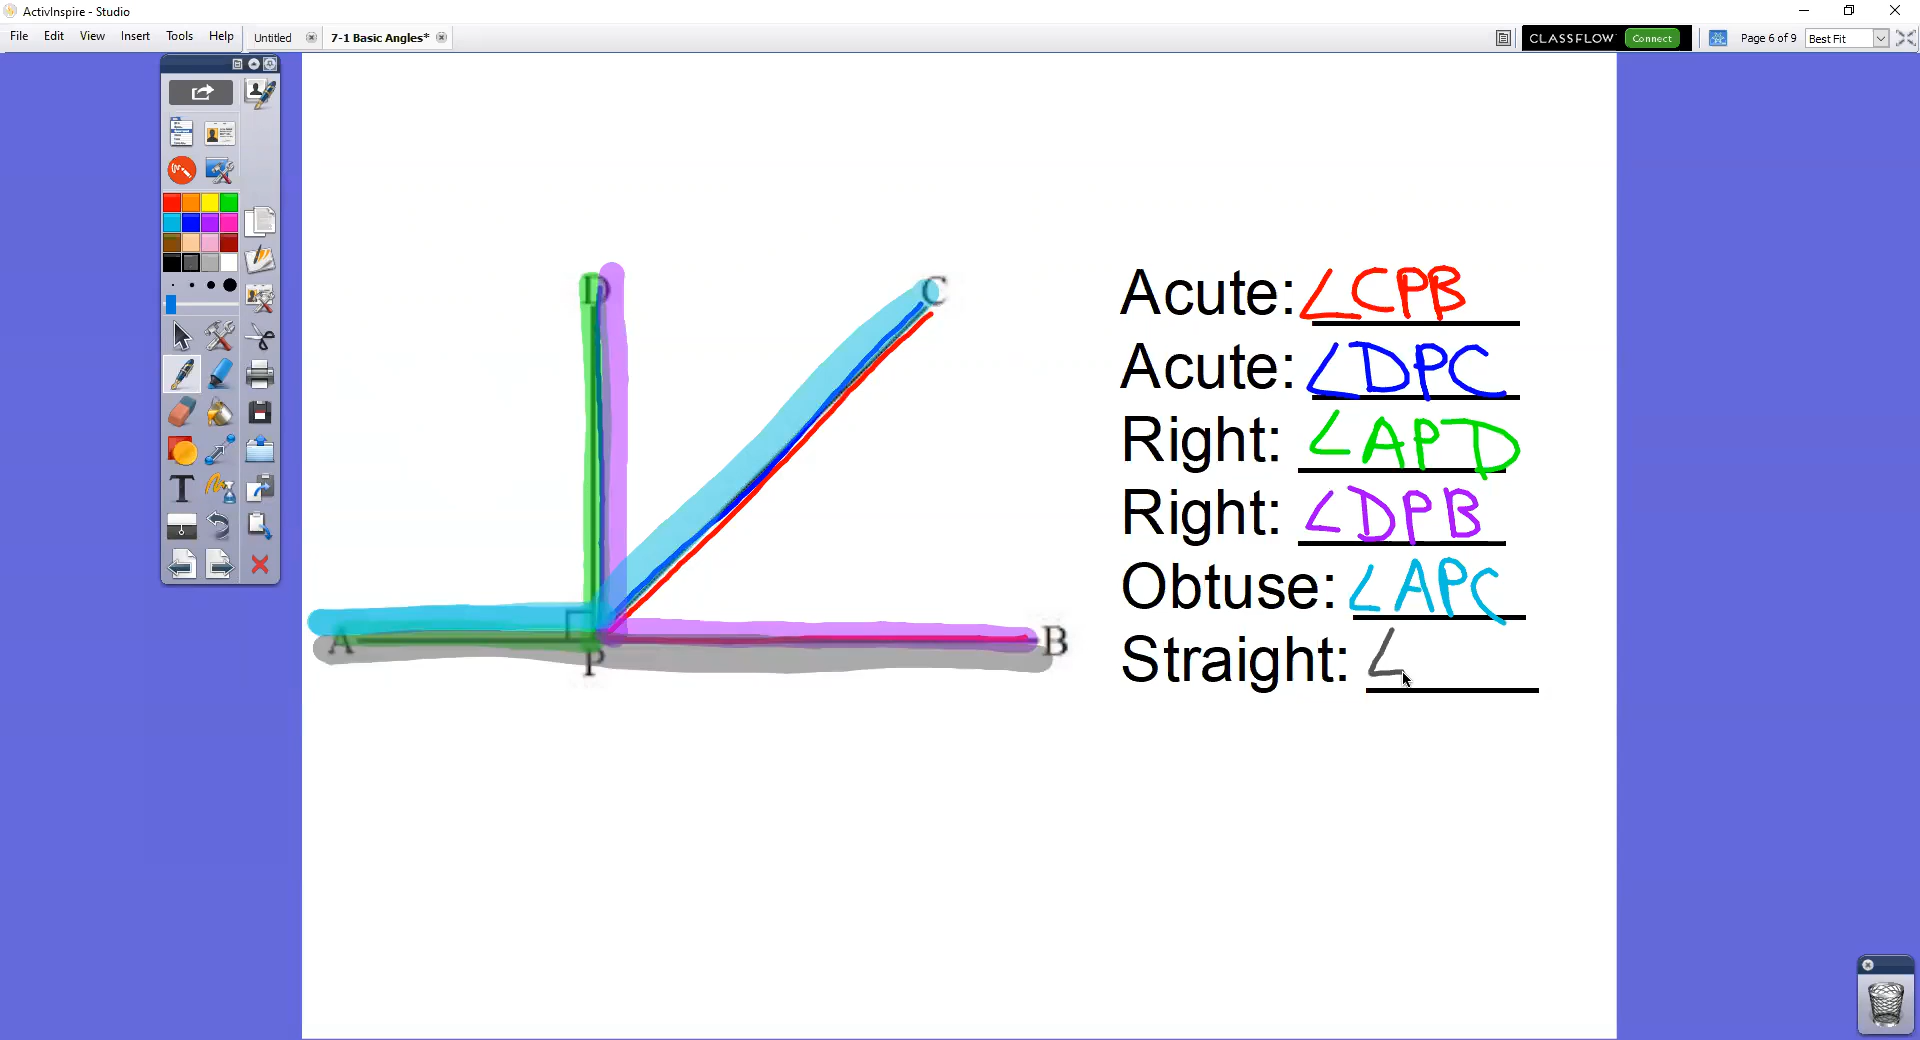 ActivInspire - Studio
File Edit View Insert Tools Help
Untitled 7-1 Basic Angles*
CLASSFLOW Connect
Page 6 of 9 Best Fit
D C
A P B
Acute: ∠CPB
Acute: ∠DPC
Right: ∠APD
Right: ∠DPB
Obtuse: ∠APC
Straight: ∠
T